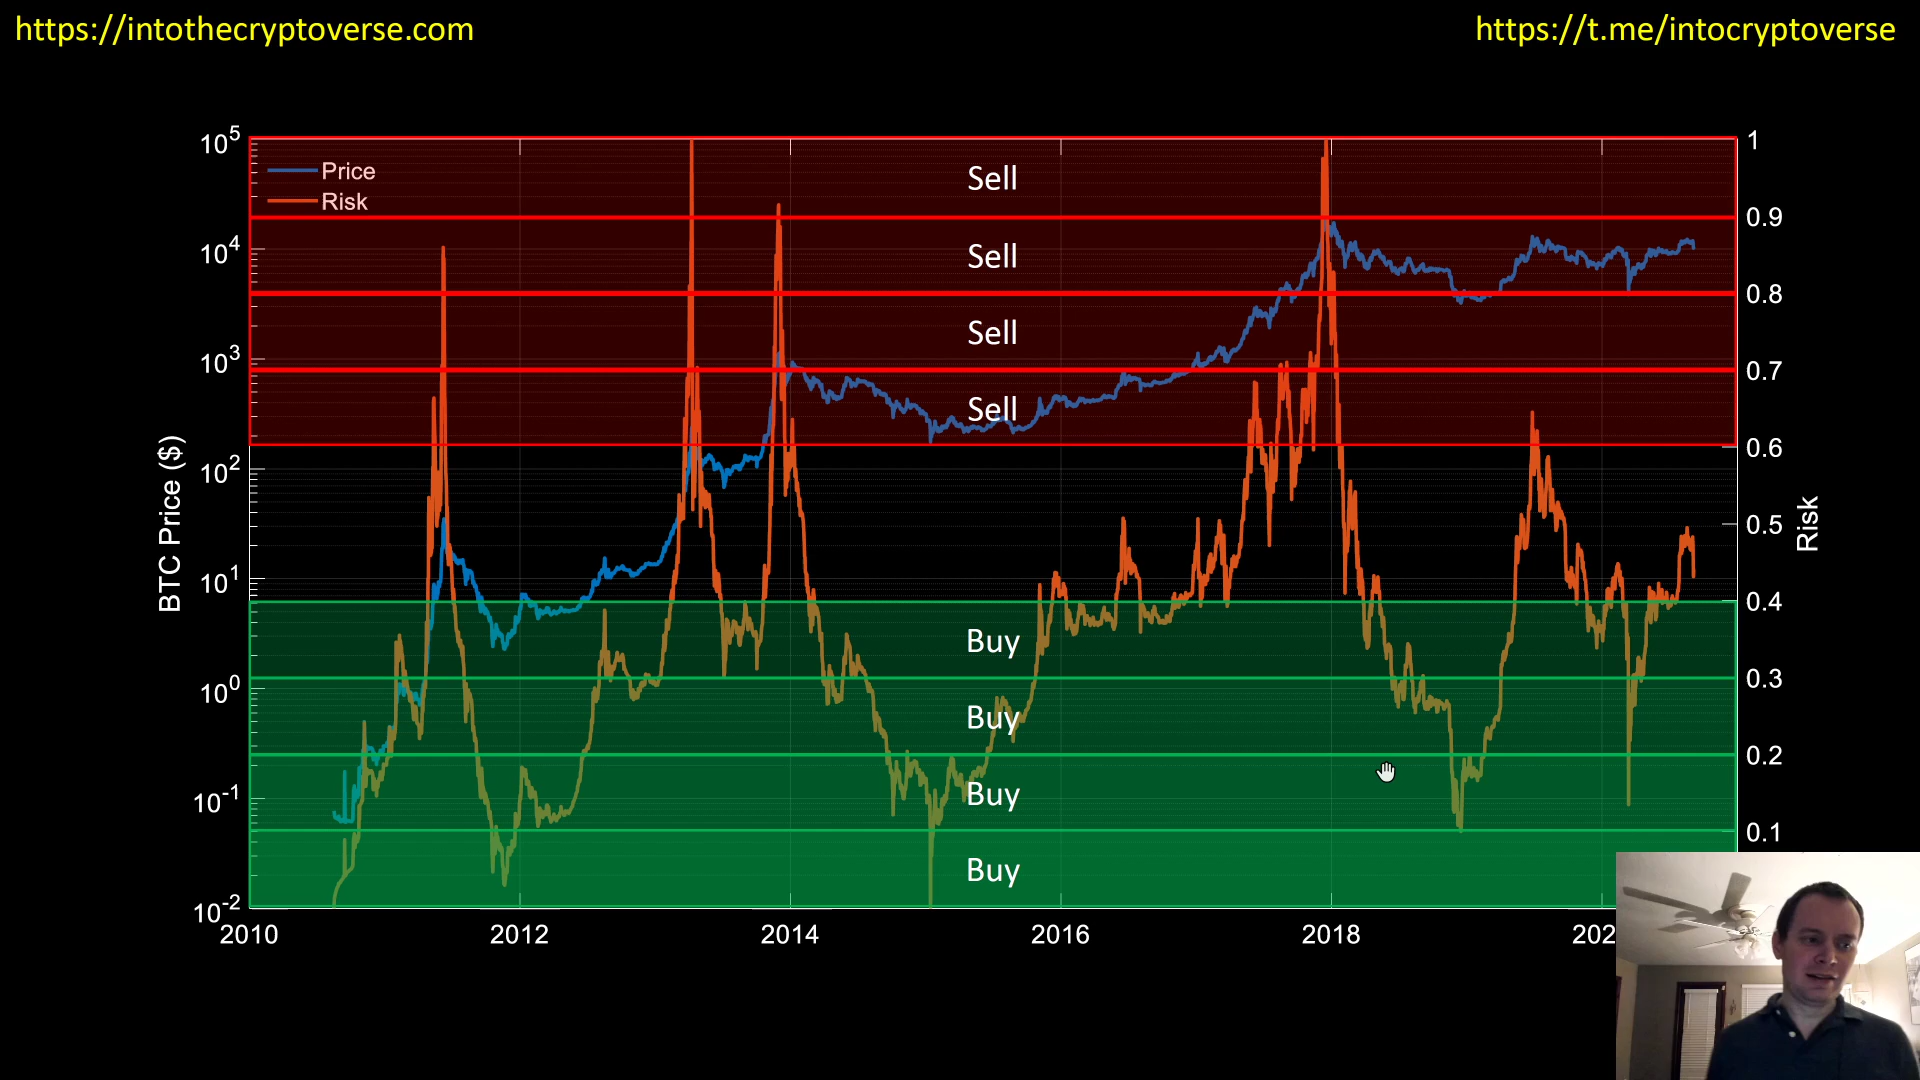 https://intothecryptoverse.com
https://t.me/intocryptoverse
Price
Risk
Sell
Sell
Sell
Sell
Buy
Buy
Buy
Buy
BTC Price ($)
10^5
10^4
10^3
10^2
10^1
10^0
10^-1
10^-2
1
0.9
0.8
0.7
0.6
0.5
0.4
0.3
0.2
0.1
Risk
2010 2012 2014 2016 2018